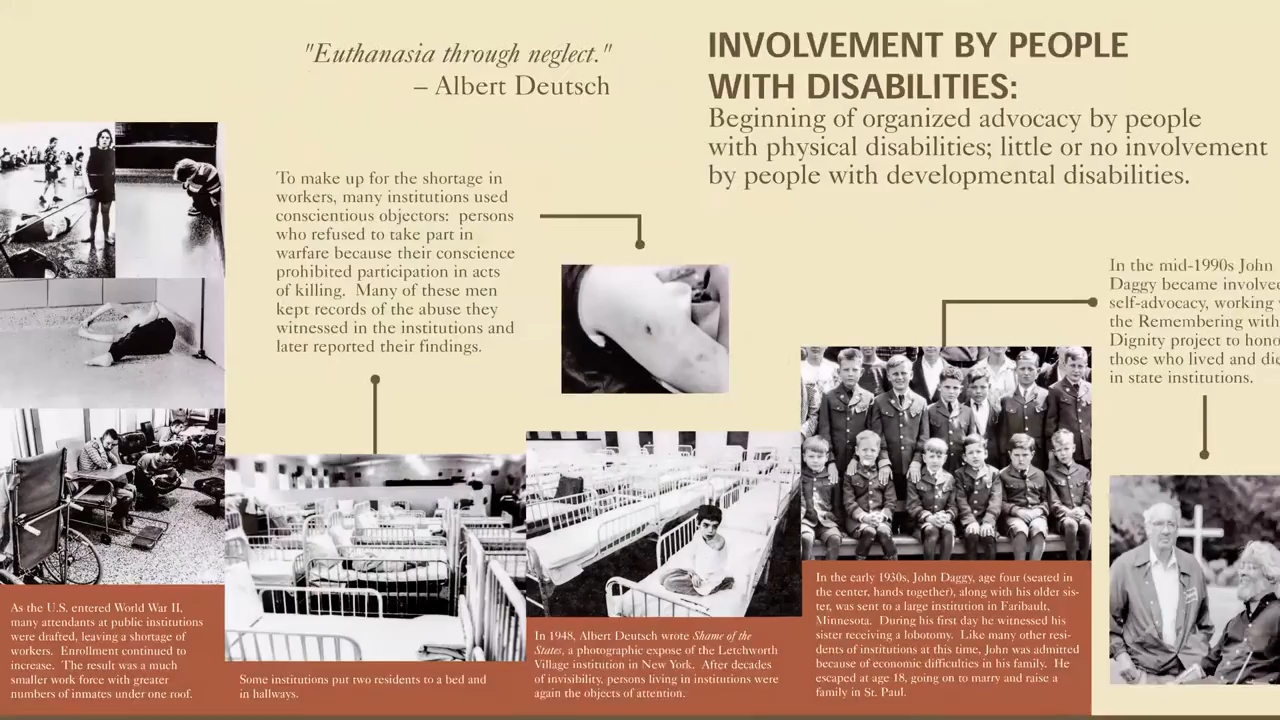 "Euthanasia through neglect."
– Albert Deutsch
INVOLVEMENT BY PEOPLE
WITH DISABILITIES:
Beginning of organized advocacy by people
with physical disabilities; little or no involvement
by people with developmental disabilities.
To make up for the shortage in
workers, many institutions used
conscientious objectors: persons
who refused to take part in
warfare because their conscience
prohibited participation in acts
of killing. Many of these men
kept records of the abuse they
witnessed in the institutions and
later reported their findings.
In the mid-1990s John
Daggy became involved
self-advocacy, working
the Remembering with
Dignity project to
those who lived and
in state institutions.
As the U.S. entered World War II,
many attendants at public institutions
were drafted, leaving a shortage of
workers. Enrollment continued to
increase. The result was a much
smaller work force with greater
numbers of inmates under one roof.
Some institutions put two residents to a bed and
in hallways.
In 1948, Albert Deutsch wrote Shame of the
States, a photographic expose of the Letchworth
Village institution in New York. After decades
of invisibility, persons living in institutions were
again the objects of attention.
In the early 1930s, John Daggy, age four (seated in
the center, hands together), along with his older sis-
ter, was sent to a large institution in Faribault,
Minnesota. During his first day he witnessed his
sister receiving a lobotomy. Like many other resi-
dents of institutions at this time, John was admitted
because of economic difficulties in his family. He
escaped at age 18, going on to marry and raise a
family in St. Paul.